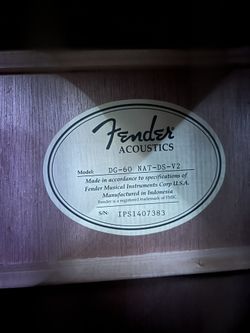 Fender
ACOUSTICS
Model: DG-60 NAT-DS-V2
Made in accordance to specifications of
Fender Musical Instruments Corp U.S.A.
Manufactured in Indonesia
Fender is a registered trademark of FMIC.
S/N: IPS1407383